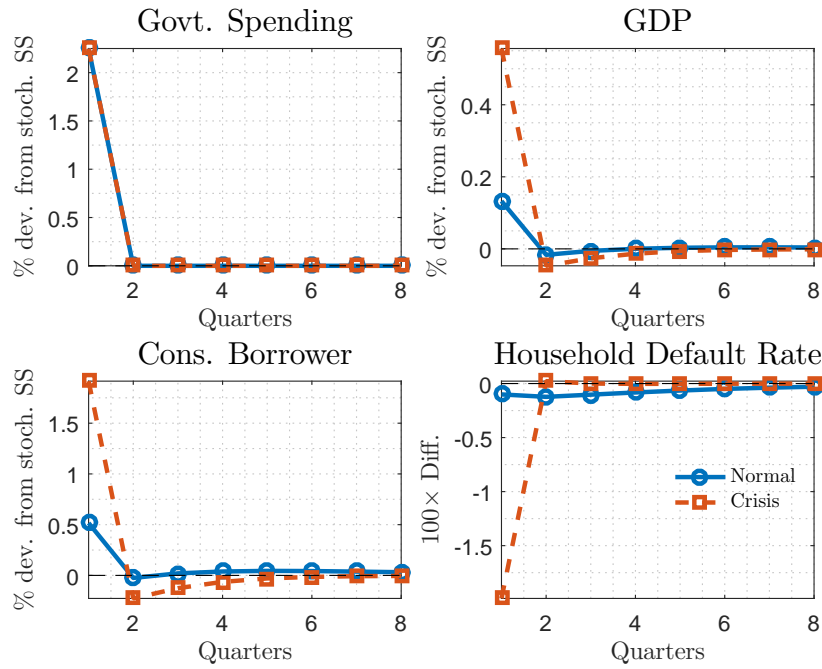 Govt. Spending
% dev. from stoch. SS
2
1.5
1
0.5
0
2 4 6 8
Quarters
GDP
% dev. from stoch. SS
0.4
0.2
0
2 4 6 8
Quarters
Cons. Borrower
% dev. from stoch. SS
1.5
1
0.5
0
2 4 6 8
Quarters
Household Default Rate
100× Diff.
0
-0.5
-1
-1.5
Normal
Crisis
2 4 6 8
Quarters